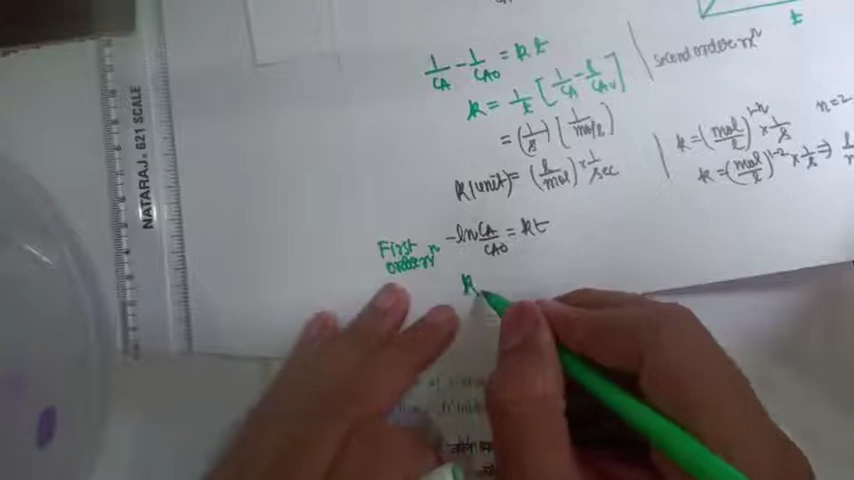 1/CA - 1/CA0 = kt
second order rxn
k = 1/t [1/CA - 1/CA0]
= (1/s) [1/mol/l]
k(unit) = (l/mol) × 1/sec
n=2
k = (mol/l)^1-n × 1/s
k = (mol/l)^1-2 × 1/s ⇒
First order rxn
-ln CA/CA0 = kt
k
t
NATARAJ 621 SCALE